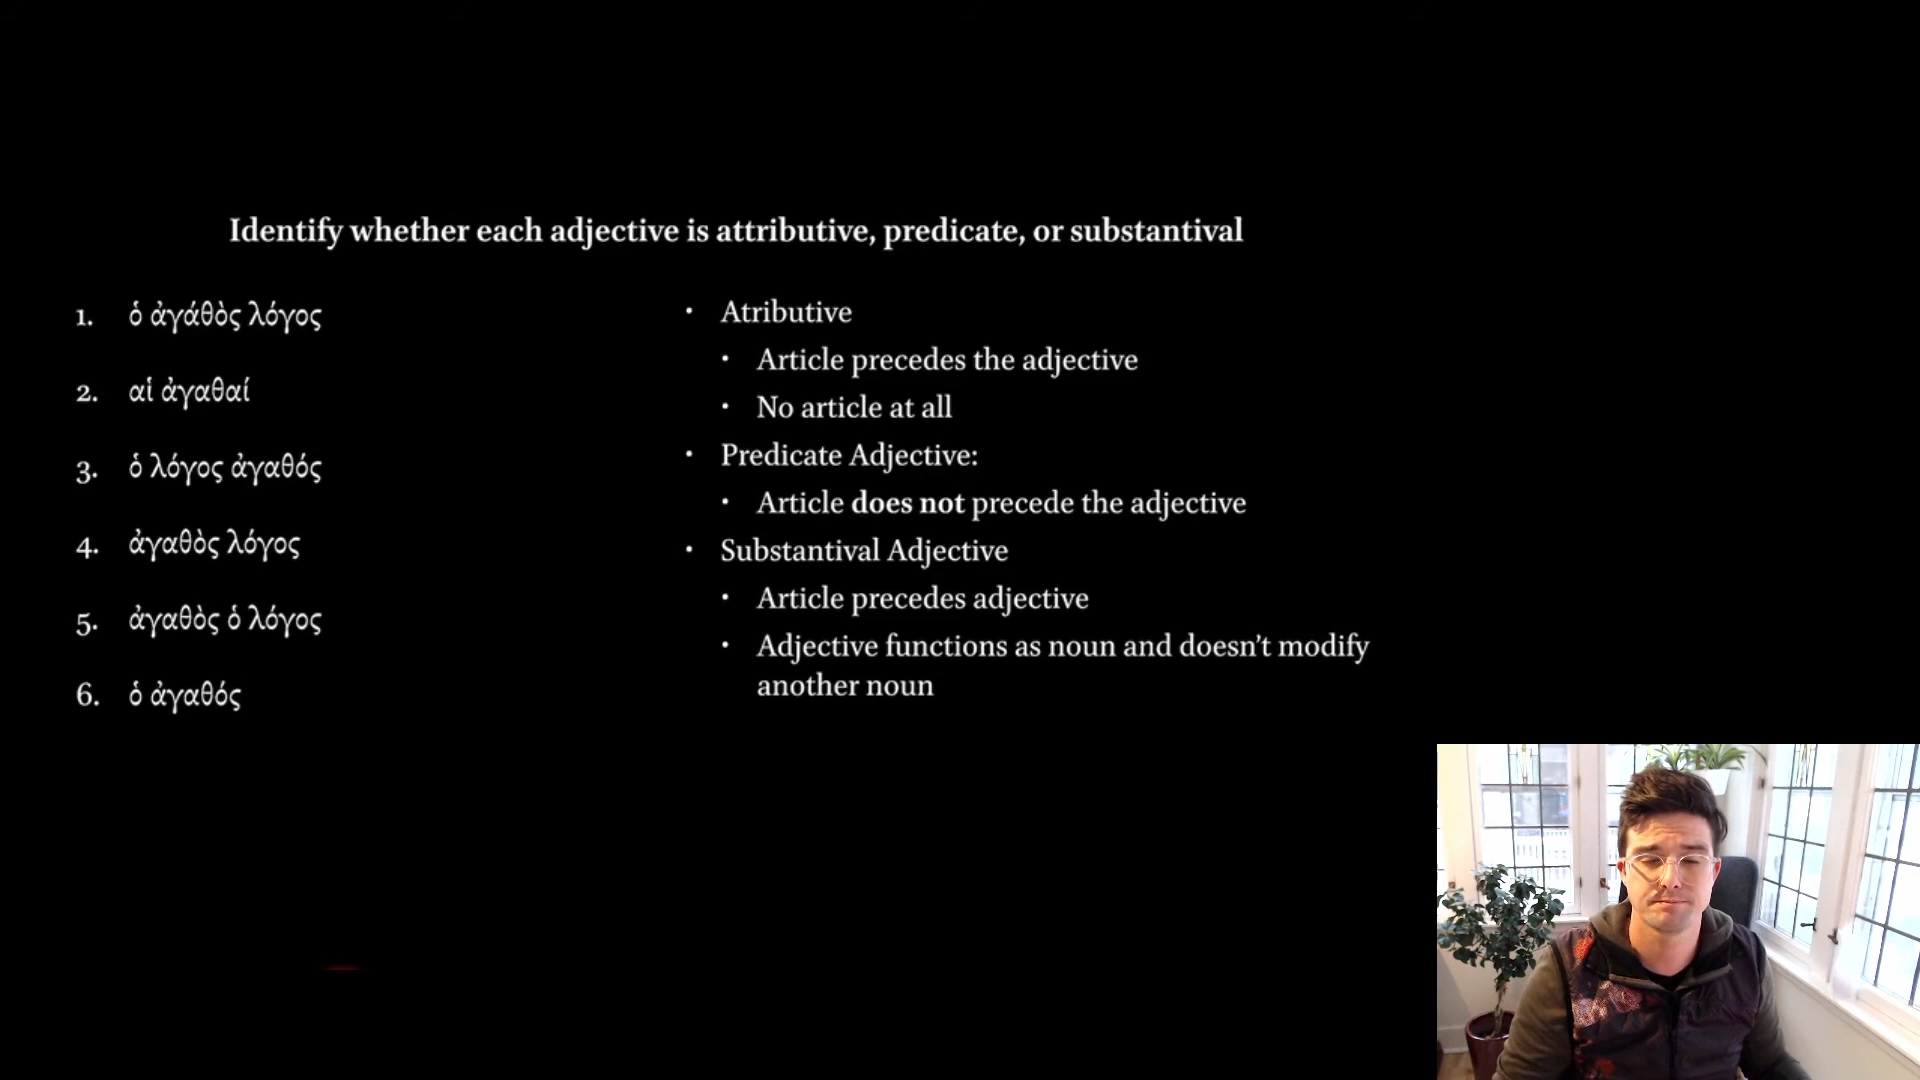 Identify whether each adjective is attributive, predicate, or substantival
1. ὁ ἀγάθὸς λόγος
2. αἱ ἀγαθαί
3. ὁ λόγος ἀγαθός
4. ἀγαθὸς λόγος
5. ἀγαθὸς ὁ λόγος
6. ὁ ἀγαθός
• Atributive
• Article precedes the adjective
• No article at all
• Predicate Adjective:
• Article does not precede the adjective
• Substantival Adjective
• Article precedes adjective
• Adjective functions as noun and doesn’t modify
another noun